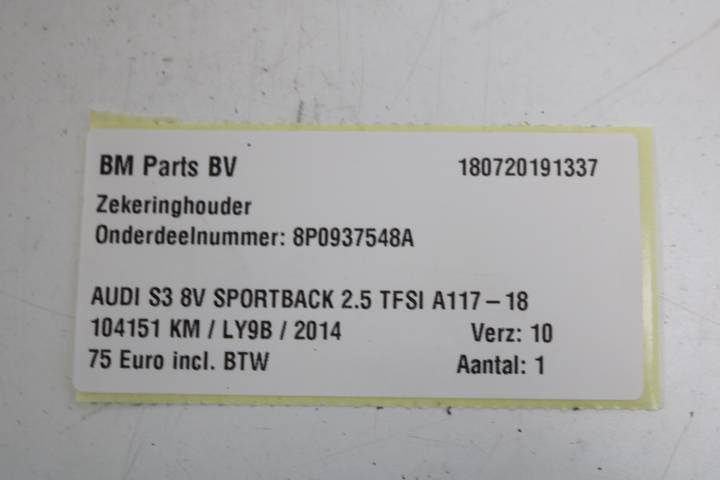 BM Parts BV 180720191337
Zekeringhouder
Onderdeelnummer: 8P0937548A
AUDI S3 8V SPORTBACK 2.5 TFSI A117-18
104151 KM / LY9B / 2014 Verz: 10
75 Euro incl. BTW Aantal: 1